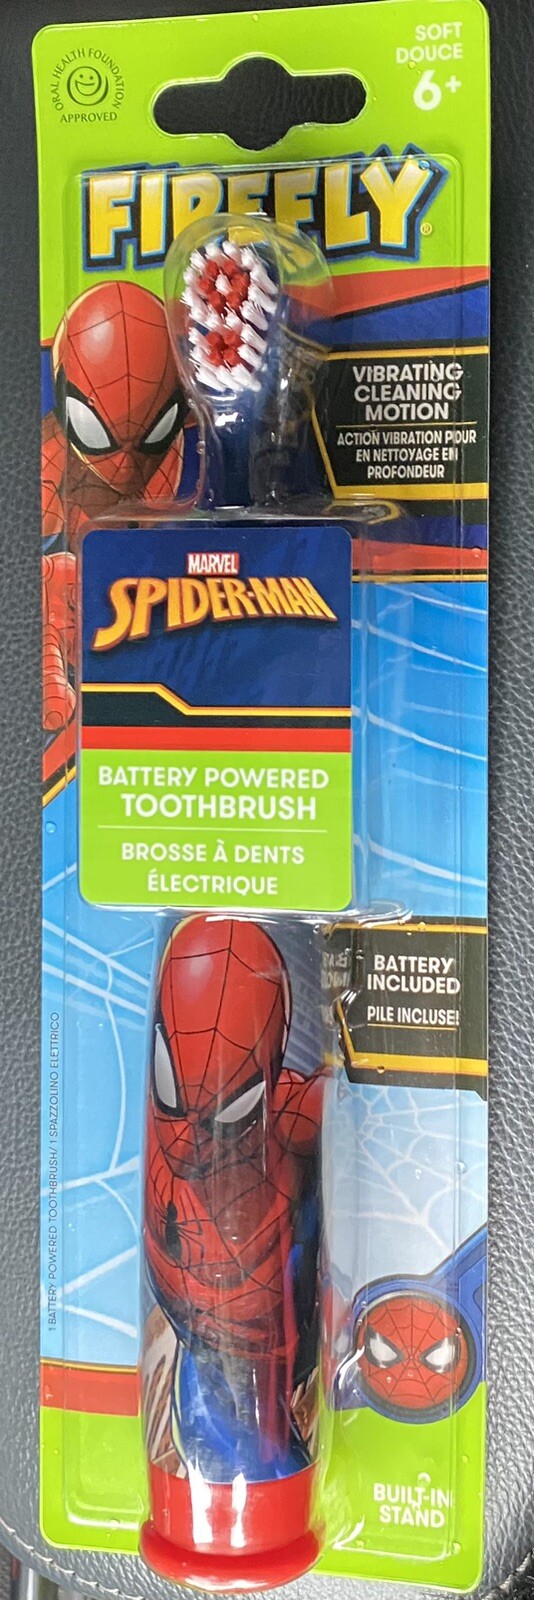 ORAL HEALTH FOUNDATION
APPROVED
SOFT
DOUCE
6+
FIREFLY®
VIBRATING
CLEANING
MOTION
ACTION VIBRATION POUR
EN NETTOYAGE EN
PROFONDEUR
MARVEL
SPIDER-MAN
BATTERY POWERED
TOOTHBRUSH
BROSSE À DENTS
ÉLECTRIQUE
BATTERY
INCLUDED
PILE INCLUSE!
1 BATTERY POWERED TOOTHBRUSH/ 1 SPAZZOLINO ELETTRICO
BUILT-IN
STAND